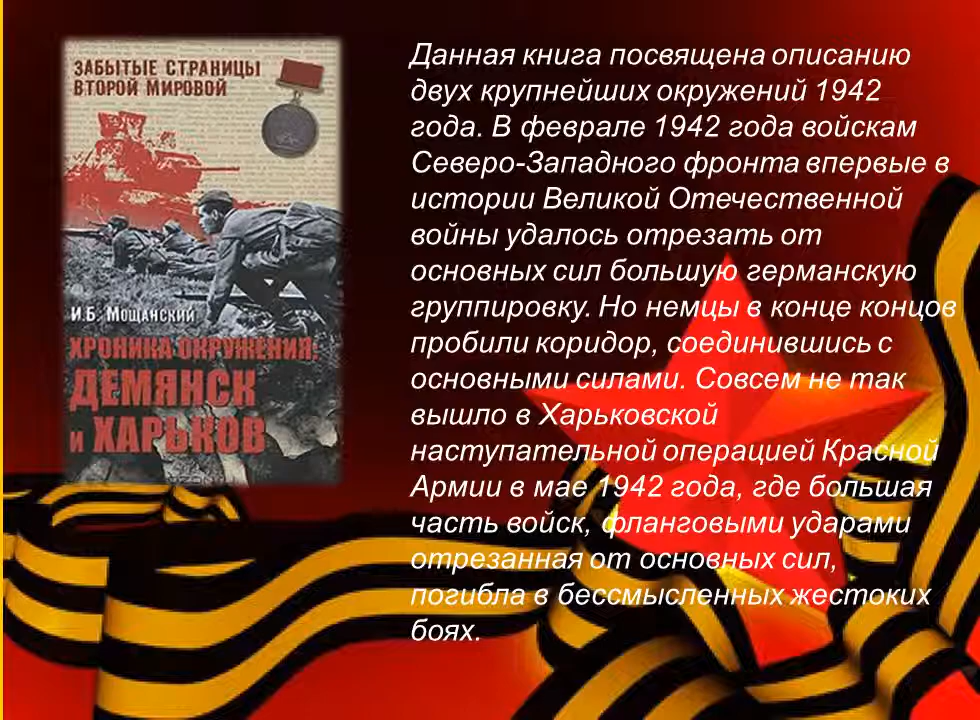 ЗАБЫТЫЕ СТРАНИЦЫ
ВТОРОЙ МИРОВОЙ
И.Б. Мощанский
ХРОНИКА ОКРУЖЕНИЯ:
ДЕМЯНСК
и ХАРЬКОВ
Данная книга посвящена описанию
двух крупнейших окружений 1942
года. В феврале 1942 года войскам
Северо-Западного фронта впервые в
истории Великой Отечественной
войны удалось отрезать от
основных сил большую германскую
группировку. Но немцы в конце концов
пробили коридор, соединившись с
основными силами. Совсем не так
вышло в Харьковской
наступательной операцией Красной
Армии в мае 1942 года, где большая
часть войск, фланговыми ударами
отрезанная от основных сил,
погибла в бессмысленных жестоких
боях.